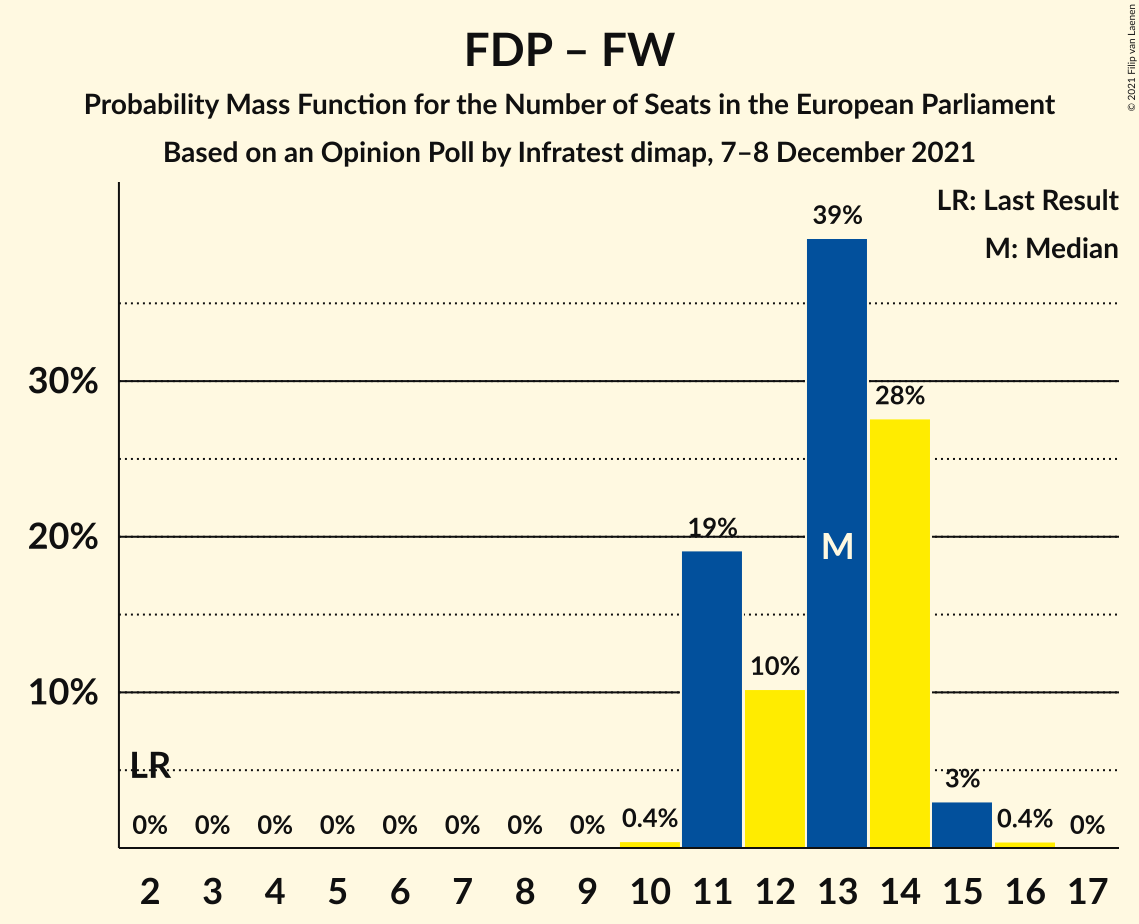 FDP – FW
Probability Mass Function for the Number of Seats in the European Parliament
Based on an Opinion Poll by Infratest dimap, 7–8 December 2021
© 2021 Filip van Laenen
LR: Last Result
M: Median
39%
30%
28%
20%
19%
M
10%
10%
LR
3%
0% 0% 0% 0% 0% 0% 0% 0% 0.4% 0.4% 0%
2 3 4 5 6 7 8 9 10 11 12 13 14 15 16 17